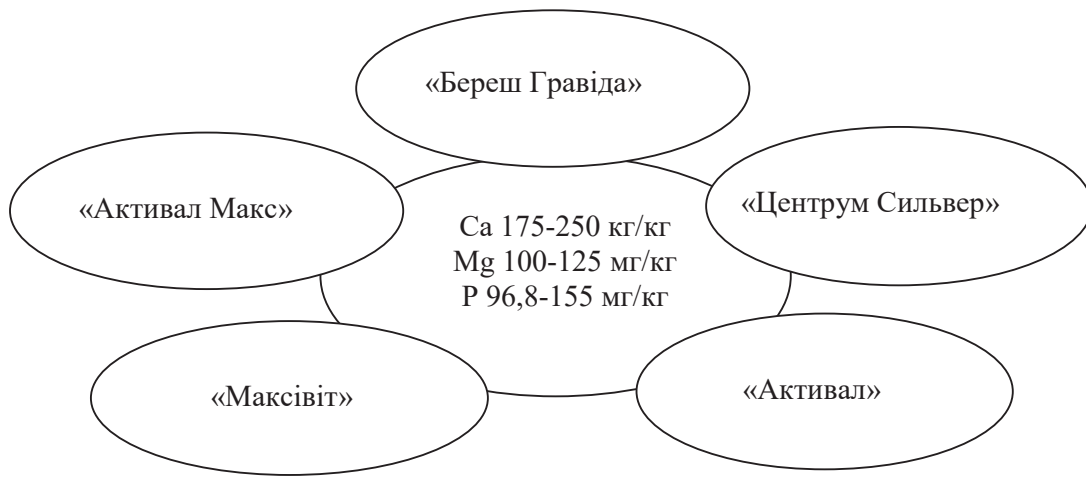 «Береш Гравіда»
«Активал Макс»
«Центрум Сильвер»
Ca 175-250 кг/кг
Mg 100-125 мг/кг
P 96,8-155 мг/кг
«Максівіт»
«Активал»